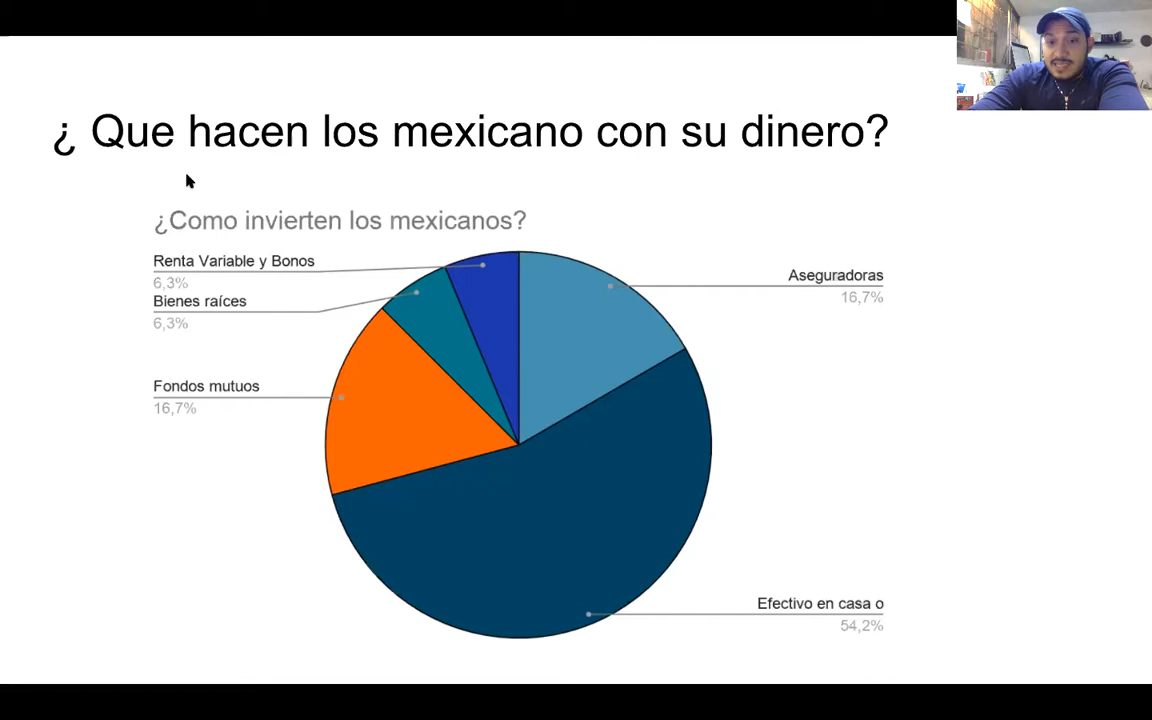 ¿ Que hacen los mexicano con su dinero?
¿Como invierten los mexicanos?
Renta Variable y Bonos
6,3%
Bienes raíces
6,3%
Fondos mutuos
16,7%
Aseguradoras
16,7%
Efectivo en casa o
54,2%